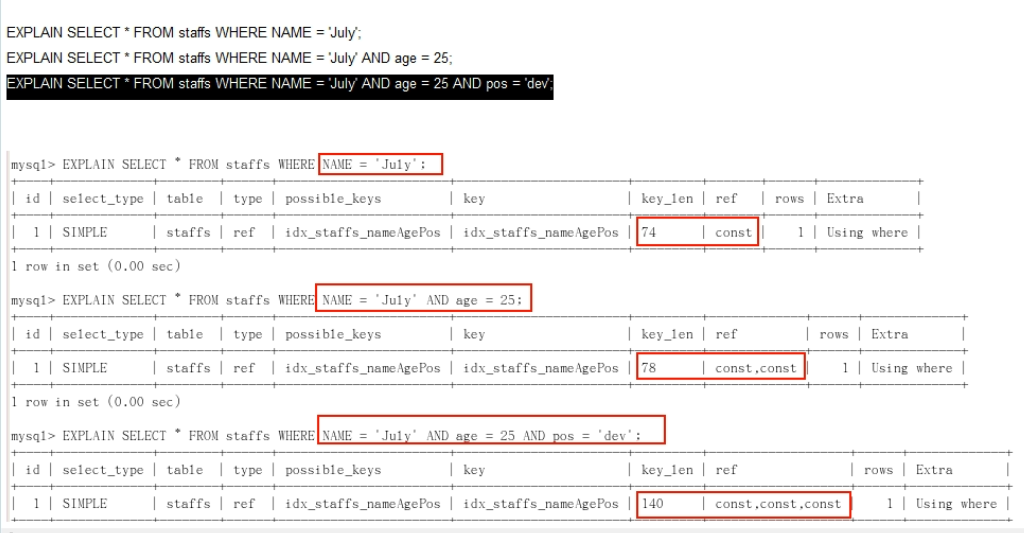 EXPLAIN SELECT * FROM staffs WHERE NAME = 'July';
EXPLAIN SELECT * FROM staffs WHERE NAME = 'July' AND age = 25;
EXPLAIN SELECT * FROM staffs WHERE NAME = 'July' AND age = 25 AND pos = 'dev';
mysql> EXPLAIN SELECT * FROM staffs WHERE NAME = 'July';
| id | select_type | table | type | possible_keys | key | key_len | ref | rows | Extra |
| 1 | SIMPLE | staffs | ref | idx_staffs_nameAgePos | idx_staffs_nameAgePos | 74 | const | 1 | Using where |
1 row in set (0.00 sec)
mysql> EXPLAIN SELECT * FROM staffs WHERE NAME = 'July' AND age = 25;
| id | select_type | table | type | possible_keys | key | key_len | ref | rows | Extra |
| 1 | SIMPLE | staffs | ref | idx_staffs_nameAgePos | idx_staffs_nameAgePos | 78 | const,const | 1 | Using where |
1 row in set (0.00 sec)
mysql> EXPLAIN SELECT * FROM staffs WHERE NAME = 'July' AND age = 25 AND pos = 'dev';
| id | select_type | table | type | possible_keys | key | key_len | ref | rows | Extra |
| 1 | SIMPLE | staffs | ref | idx_staffs_nameAgePos | idx_staffs_nameAgePos | 140 | const,const,const | 1 | Using where |